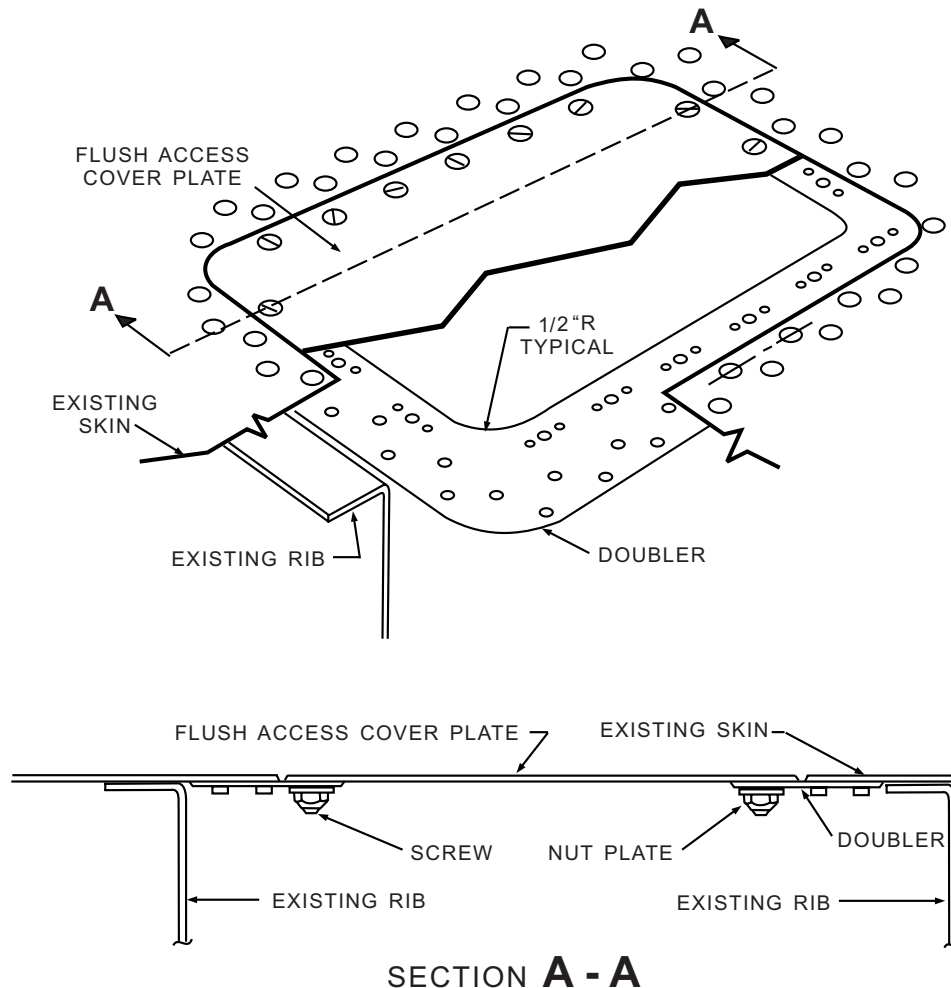 A
FLUSH ACCESS
COVER PLATE
A
1/2“R
TYPICAL
EXISTING
SKIN
EXISTING RIB
DOUBLER
FLUSH ACCESS COVER PLATE
EXISTING SKIN
SCREW
NUT PLATE
DOUBLER
EXISTING RIB
EXISTING RIB
SECTION A - A